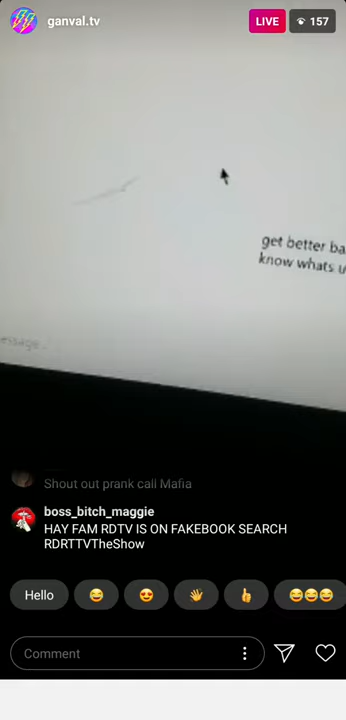 ganval.tv
LIVE
157
get better ba
know whats u
essage
Shout out prank call Mafia
boss_bitch_maggie
HAY FAM RDTV IS ON FAKEBOOK SEARCH
RDRTTVTheShow
Hello
Comment